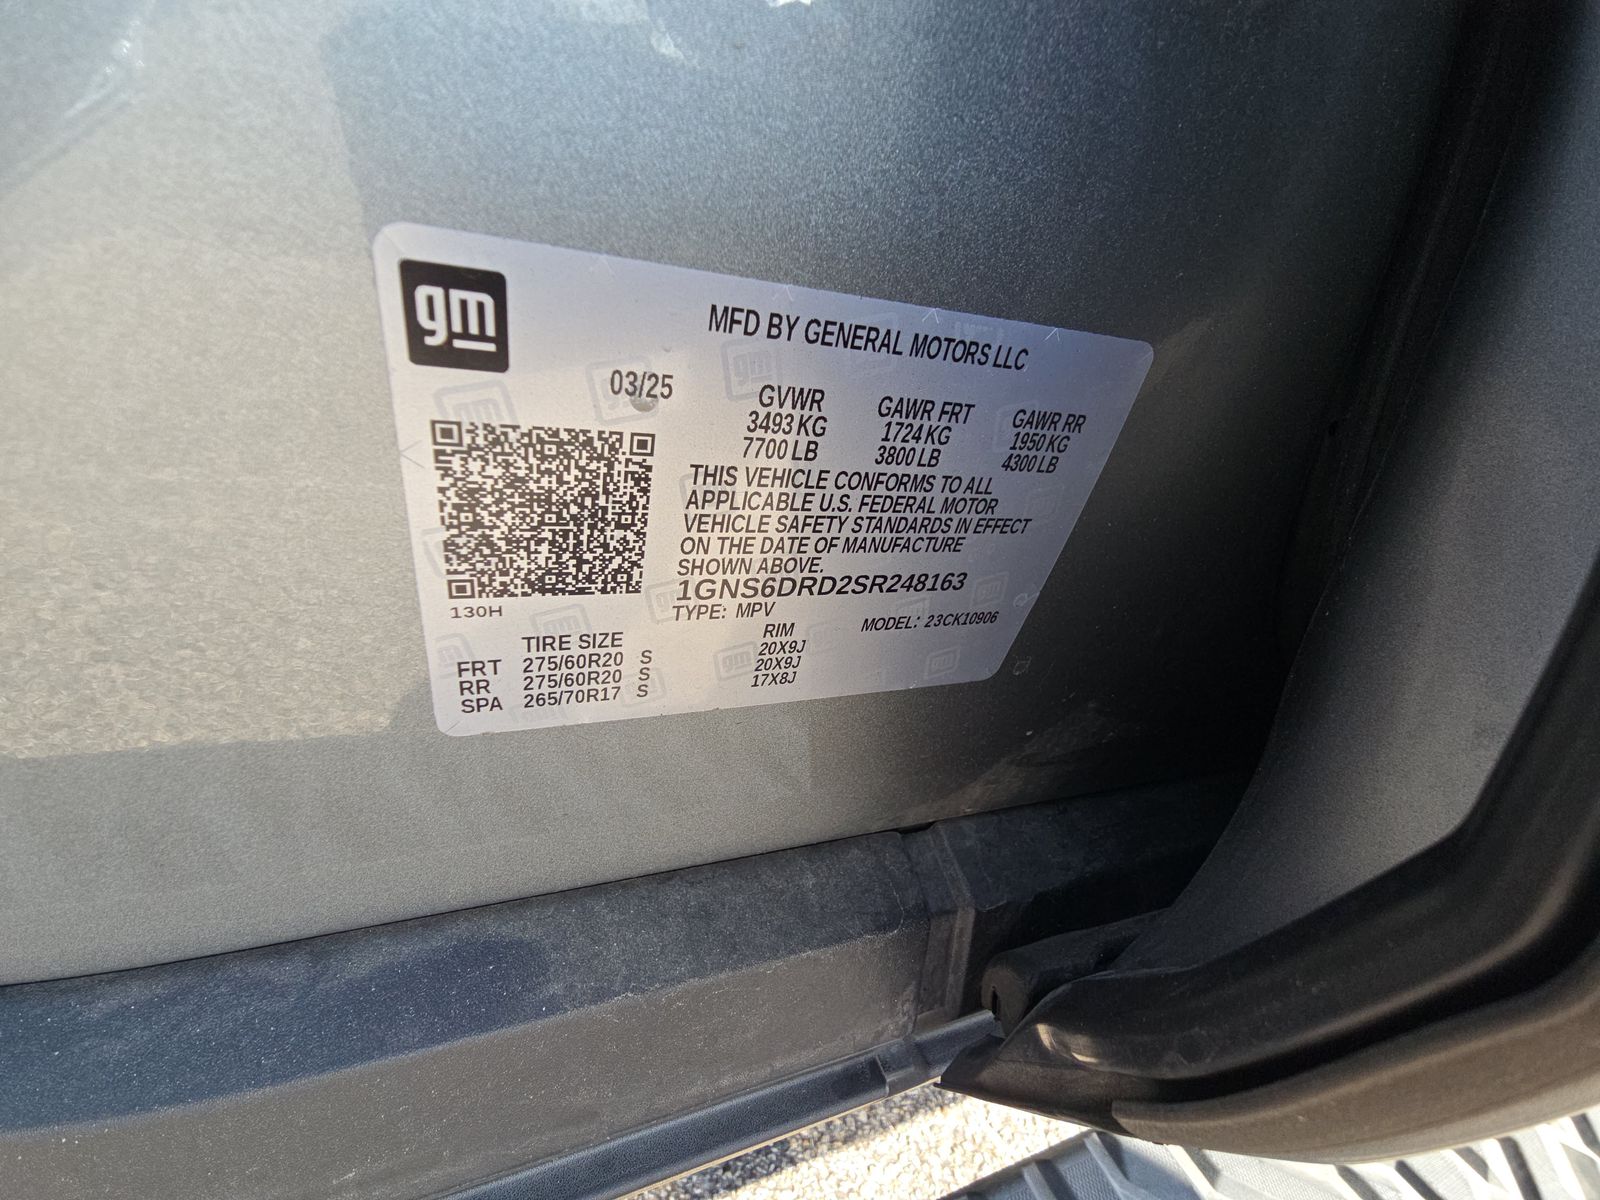 gm
MFD BY GENERAL MOTORS LLC
03/25
GVWR GAWR FRT GAWR RR
3493 KG 1724 KG 1950 KG
7700 LB 3800 LB 4300 LB
THIS VEHICLE CONFORMS TO ALL
APPLICABLE U.S. FEDERAL MOTOR
VEHICLE SAFETY STANDARDS IN EFFECT
ON THE DATE OF MANUFACTURE
SHOWN ABOVE.
1GNS6DRD2SR248163
130H
TYPE: MPV MODEL: 23CK10906
TIRE SIZE RIM
FRT 275/60R20 S 20X9J
RR 275/60R20 S 20X9J
SPA 265/70R17 S 17X8J